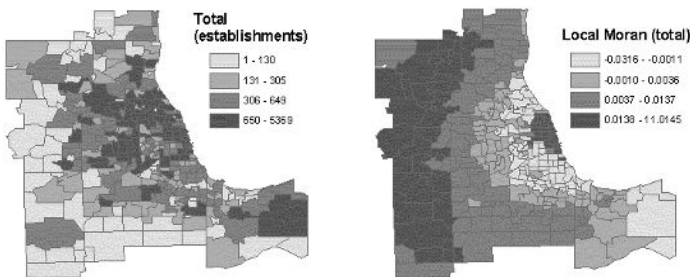 Total
(establishments)
1 - 130
131 - 305
306 - 649
650 - 5359
Local Moran (total)
-0.0316 - -0.0011
-0.0010 - 0.0036
0.0037 - 0.0137
0.0138 - 11.0145